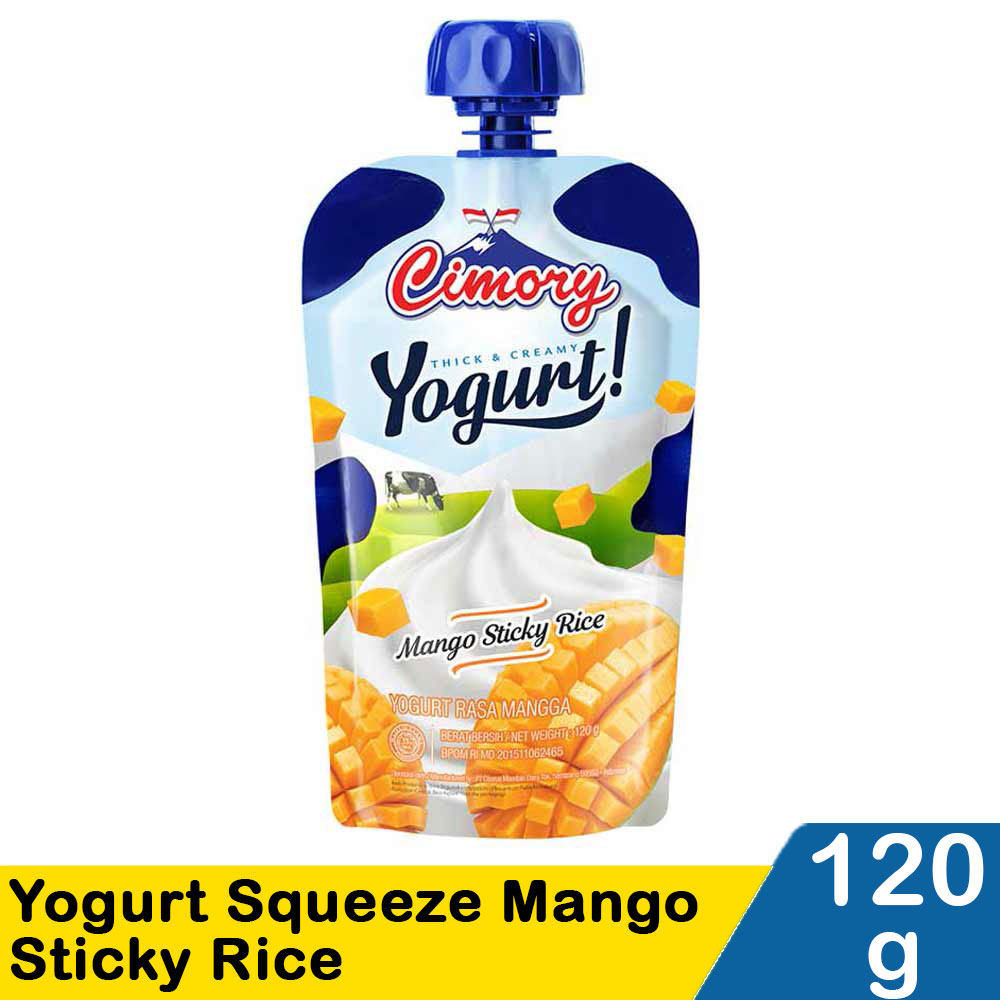 Cimory
THICK & CREAMY
Yogurt!
Mango Sticky Rice
YOGURT RASA MANGGA
BERAT BERSIH / NET WEIGHT : 120 g
BPOM RI MD 201511062465
Yogurt Squeeze Mango
Sticky Rice
120
g